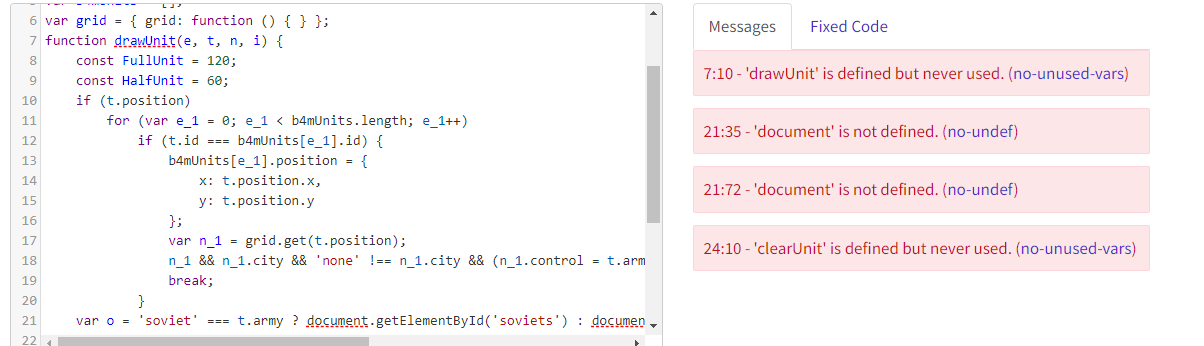 6 var grid = { grid: function () { } };
7 function drawUnit(e, t, n, i) {
8 const FullUnit = 120;
9 const HalfUnit = 60;
10 if (t.position)
11 for (var e_1 = 0; e_1 < b4mUnits.length; e_1++)
12 if (t.id === b4mUnits[e_1].id) {
13 b4mUnits[e_1].position = {
14 x: t.position.x,
15 y: t.position.y
16 };
17 var n_1 = grid.get(t.position);
18 n_1 && n_1.city && 'none' !== n_1.city && (n_1.control = t.arm
19 break;
20 }
21 var o = 'soviet' === t.army ? document.getElementById('soviets') : documen
22
Messages Fixed Code
7:10 - 'drawUnit' is defined but never used. (no-unused-vars)
21:35 - 'document' is not defined. (no-undef)
21:72 - 'document' is not defined. (no-undef)
24:10 - 'clearUnit' is defined but never used. (no-unused-vars)